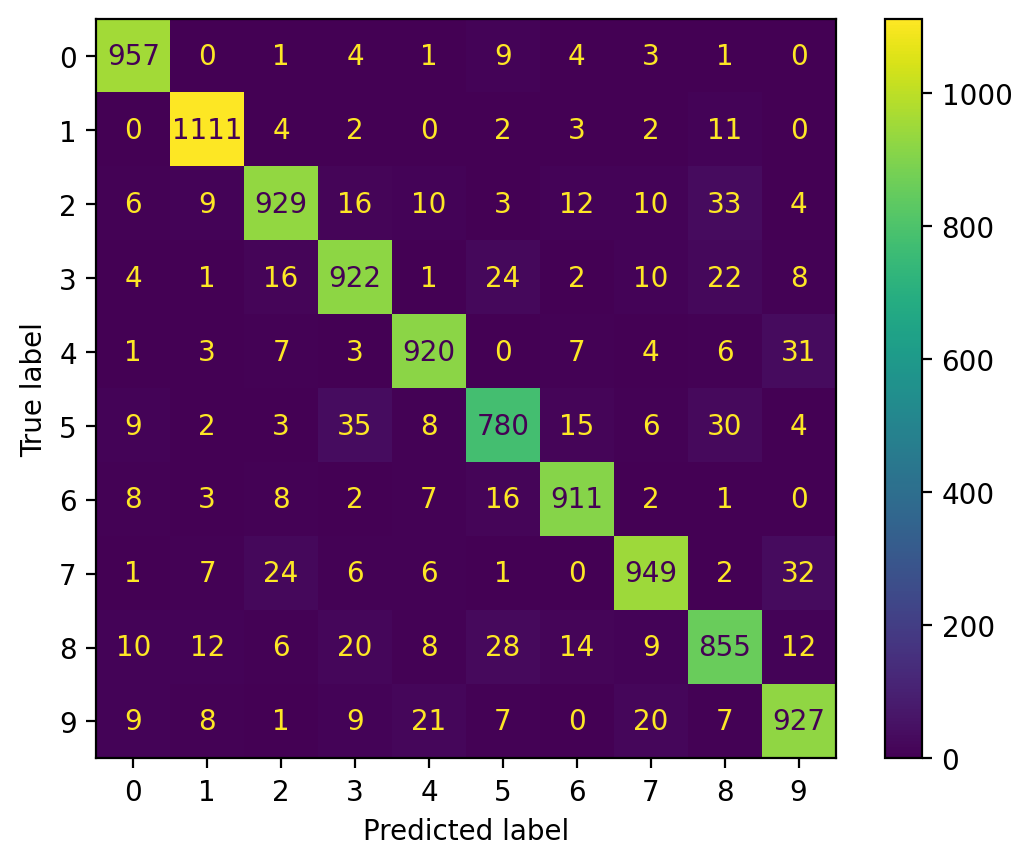 0 957 0 1 4 1 9 4 3 1 0
1 0 1111 4 2 0 2 3 2 11 0
2 6 9 929 16 10 3 12 10 33 4
3 4 1 16 922 1 24 2 10 22 8
4 1 3 7 3 920 0 7 4 6 31
5 9 2 3 35 8 780 15 6 30 4
6 8 3 8 2 7 16 911 2 1 0
7 1 7 24 6 6 1 0 949 2 32
8 10 12 6 20 8 28 14 9 855 12
9 9 8 1 9 21 7 0 20 7 927
0 1 2 3 4 5 6 7 8 9
Predicted label
True label
1000
800
600
400
200
0